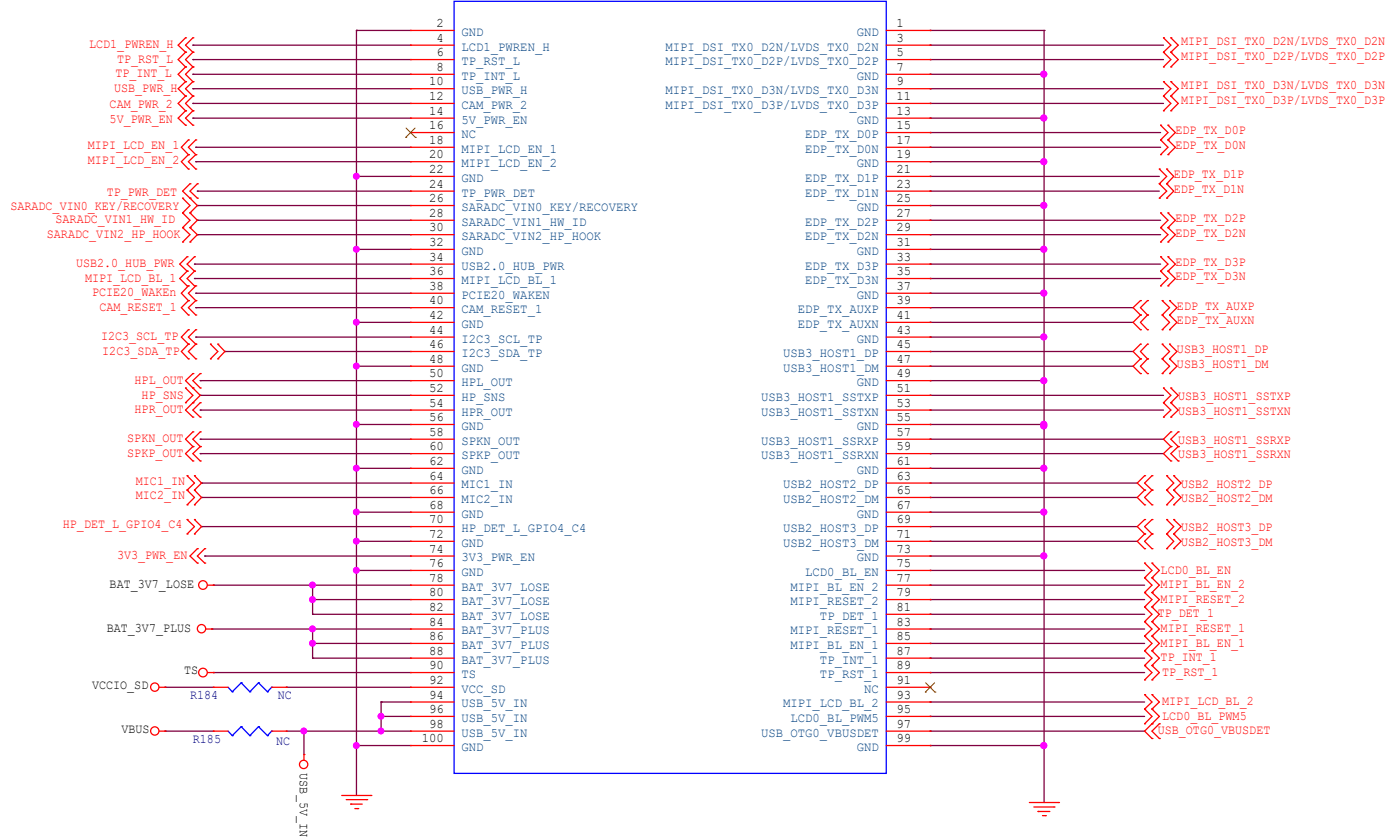 2 GND GND 1
LCD1_PWREN_H 4 LCD1_PWREN_H MIPI_DSI_TX0_D2N/LVDS_TX0_D2N 3 MIPI_DSI_TX0_D2N/LVDS_TX0_D2N
TP_RST_L 6 TP_RST_L MIPI_DSI_TX0_D2P/LVDS_TX0_D2P 5 MIPI_DSI_TX0_D2P/LVDS_TX0_D2P
TP_INT_L 8 TP_INT_L GND 7
USB_PWR_H 10 USB_PWR_H MIPI_DSI_TX0_D3N/LVDS_TX0_D3N 9 MIPI_DSI_TX0_D3N/LVDS_TX0_D3N
CAM_PWR_2 12 CAM_PWR_2 MIPI_DSI_TX0_D3P/LVDS_TX0_D3P 11 MIPI_DSI_TX0_D3P/LVDS_TX0_D3P
5V_PWR_EN 14 5V_PWR_EN GND 13
16 NC EDP_TX_D0P 15 EDP_TX_D0P
MIPI_LCD_EN_1 18 MIPI_LCD_EN_1 EDP_TX_D0N 17 EDP_TX_D0N
MIPI_LCD_EN_2 20 MIPI_LCD_EN_2 GND 19
22 GND EDP_TX_D1P 21 EDP_TX_D1P
TP_PWR_DET 24 TP_PWR_DET EDP_TX_D1N 23 EDP_TX_D1N
SARADC_VIN0_KEY/RECOVERY 26 SARADC_VIN0_KEY/RECOVERY GND 25
SARADC_VIN1_HW_ID 28 SARADC_VIN1_HW_ID EDP_TX_D2P 27 EDP_TX_D2P
SARADC_VIN2_HP_HOOK 30 SARADC_VIN2_HP_HOOK EDP_TX_D2N 29 EDP_TX_D2N
32 GND GND 31
USB2.0_HUB_PWR 34 USB2.0_HUB_PWR EDP_TX_D3P 33 EDP_TX_D3P
MIPI_LCD_BL_1 36 MIPI_LCD_BL_1 EDP_TX_D3N 35 EDP_TX_D3N
PCIE20_WAKEn 38 PCIE20_WAKEN GND 37
CAM_RESET_1 40 CAM_RESET_1 EDP_TX_AUXP 39 EDP_TX_AUXP
42 GND EDP_TX_AUXN 41 EDP_TX_AUXN
I2C3_SCL_TP 44 I2C3_SCL_TP GND 43
I2C3_SDA_TP 46 I2C3_SDA_TP USB3_HOST1_DP 45 USB3_HOST1_DP
48 GND USB3_HOST1_DM 47 USB3_HOST1_DM
HPL_OUT 50 HPL_OUT GND 49
HP_SNS 52 HP_SNS USB3_HOST1_SSTXP 51 USB3_HOST1_SSTXP
HPR_OUT 54 HPR_OUT USB3_HOST1_SSTXN 53 USB3_HOST1_SSTXN
56 GND GND 55
SPKN_OUT 58 SPKN_OUT USB3_HOST1_SSRXP 57 USB3_HOST1_SSRXP
SPKP_OUT 60 SPKP_OUT USB3_HOST1_SSRXN 59 USB3_HOST1_SSRXN
62 GND GND 61
MIC1_IN 64 MIC1_IN USB2_HOST2_DP 63 USB2_HOST2_DP
MIC2_IN 66 MIC2_IN USB2_HOST2_DM 65 USB2_HOST2_DM
68 GND GND 67
HP_DET_L_GPIO4_C4 70 HP_DET_L_GPIO4_C4 USB2_HOST3_DP 69 USB2_HOST3_DP
72 GND USB2_HOST3_DM 71 USB2_HOST3_DM
3V3_PWR_EN 74 3V3_PWR_EN GND 73
76 GND LCD0_BL_EN 75 LCD0_BL_EN
BAT_3V7_LOSE 78 BAT_3V7_LOSE MIPI_BL_EN_2 77 MIPI_BL_EN_2
80 BAT_3V7_LOSE MIPI_RESET_2 79 MIPI_RESET_2
82 BAT_3V7_LOSE TP_DET_1 81 TP_DET_1
BAT_3V7_PLUS 84 BAT_3V7_PLUS MIPI_RESET_1 83 MIPI_RESET_1
86 BAT_3V7_PLUS MIPI_BL_EN_1 85 MIPI_BL_EN_1
88 BAT_3V7_PLUS TP_INT_1 87 TP_INT_1
TS 90 TS TP_RST_1 89 TP_RST_1
VCCIO_SD R184 NC 92 VCC_SD NC 91
94 USB_5V_IN MIPI_LCD_BL_2 93 MIPI_LCD_BL_2
96 USB_5V_IN LCD0_BL_PWM5 95 LCD0_BL_PWM5
VBUS R185 NC 98 USB_5V_IN USB_OTG0_VBUSDET 97 USB_OTG0_VBUSDET
100 GND GND 99
USB_5V_IN